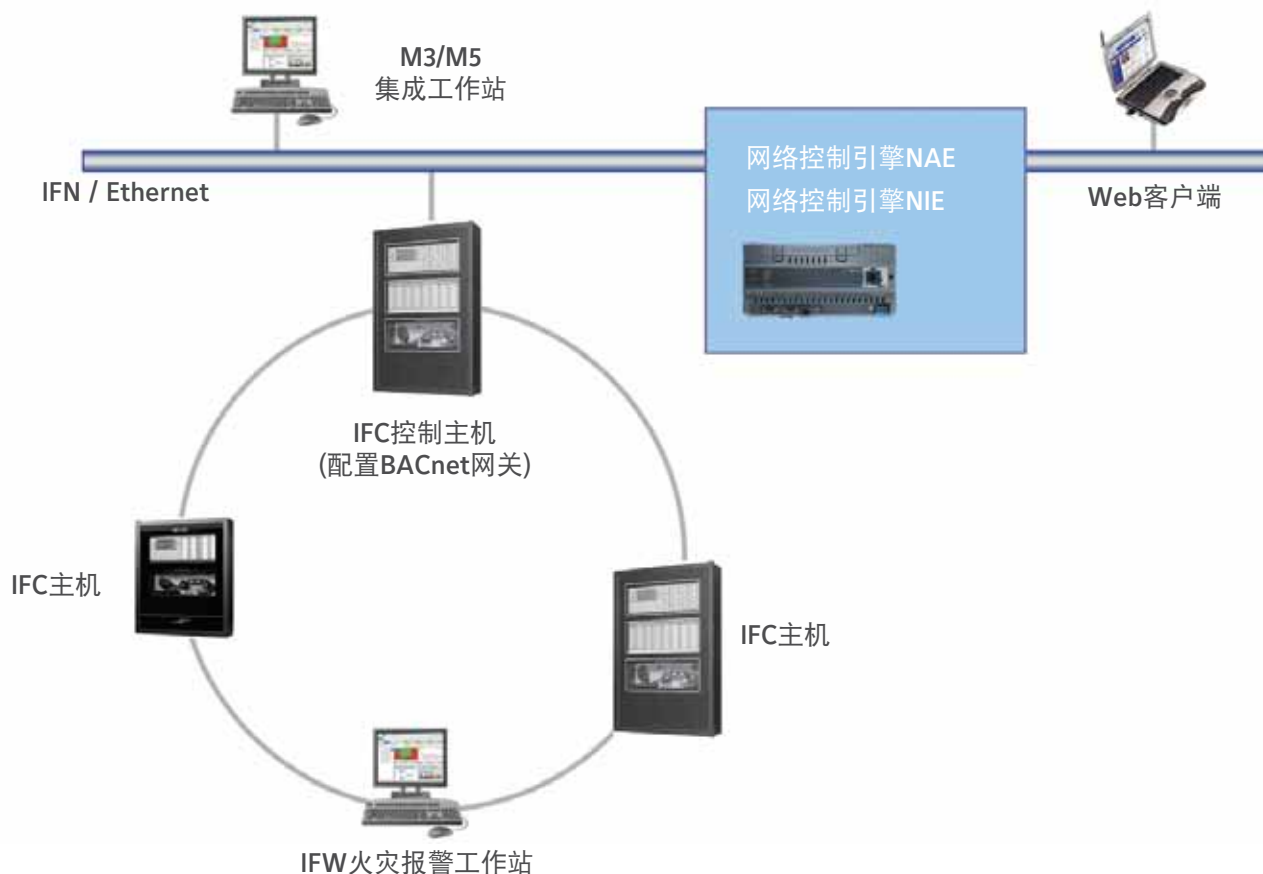 M3/M5
集成工作站
网络控制引擎NAE
网络控制引擎NIE
IFN / Ethernet
Web客户端
IFC控制主机
(配置BACnet网关)
IFC主机
IFC主机
IFW火灾报警工作站